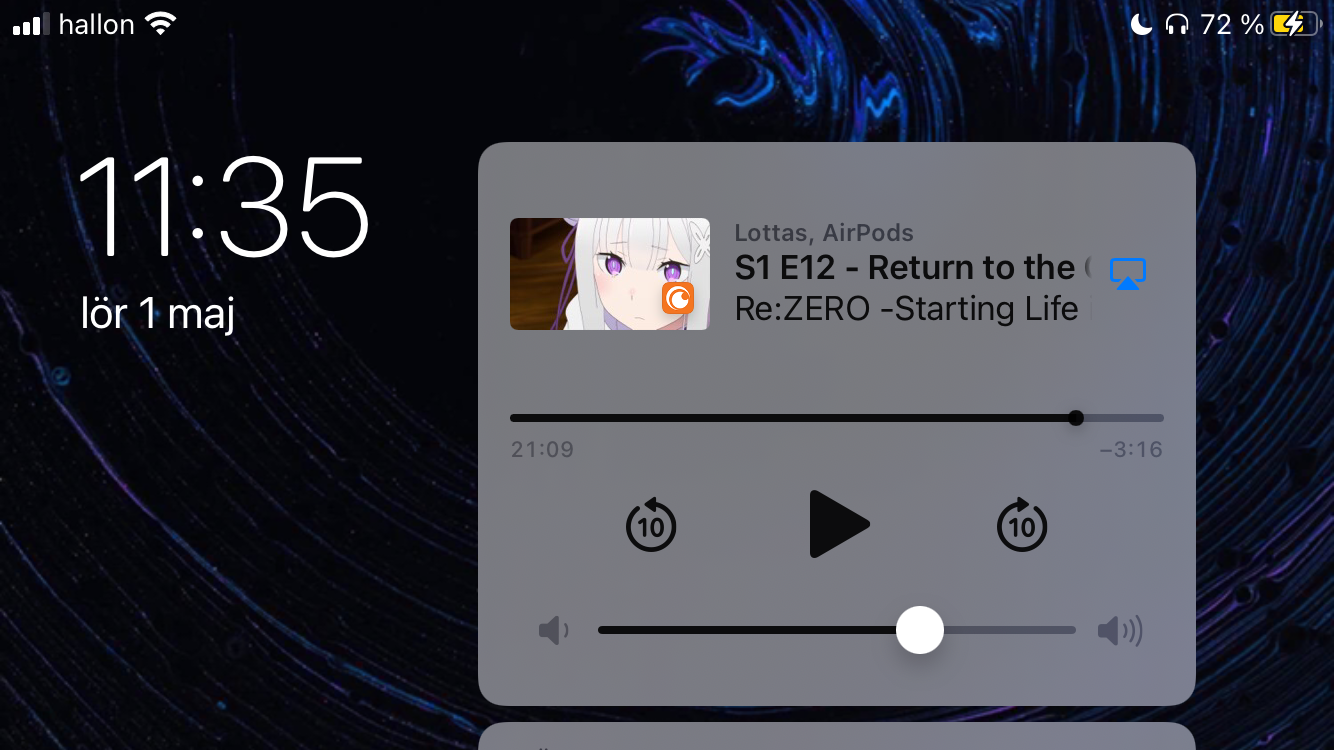 hallon 72 %
11:35
lör 1 maj
Lottas, AirPods
S1 E12 - Return to the
Re:ZERO -Starting Life
21:09 −3:16
10 10